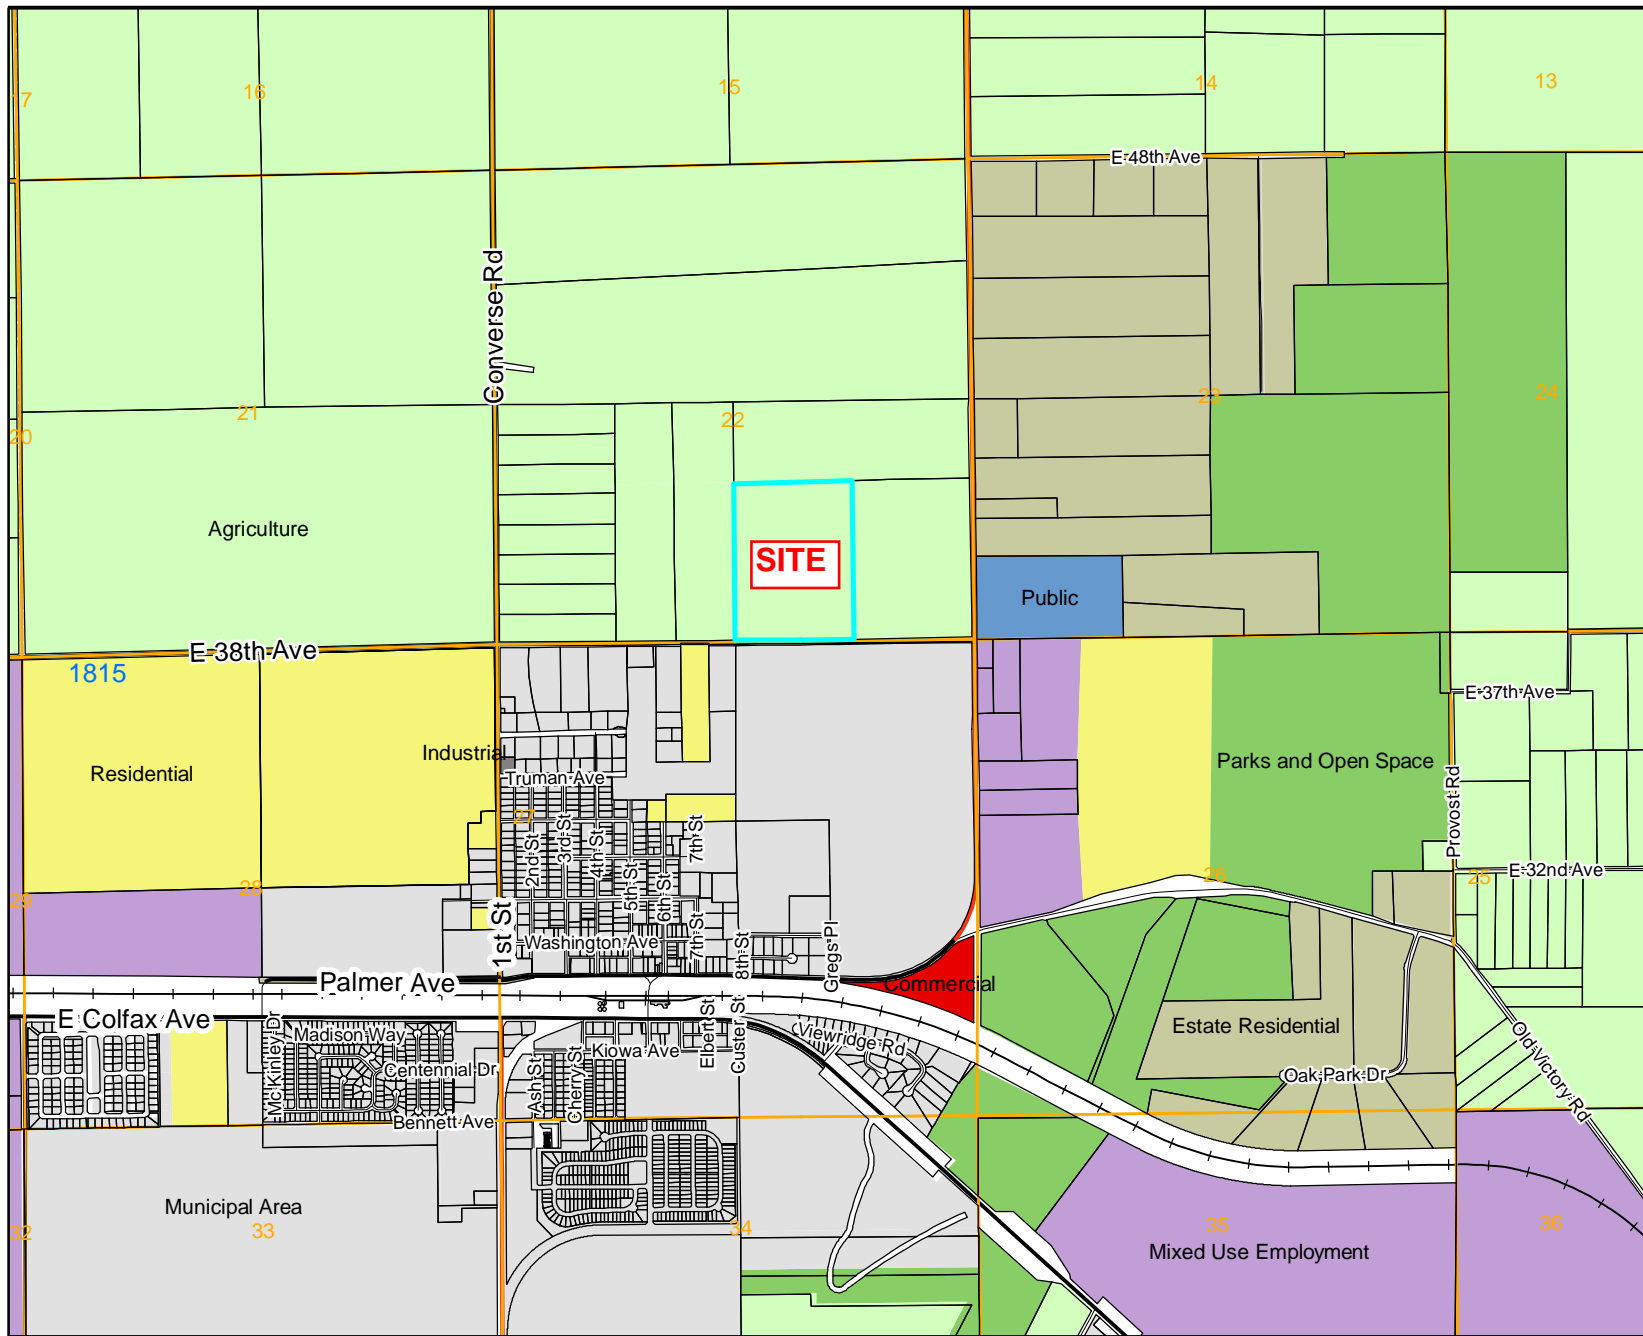 17
16
15
14
13
E 48th Ave
Converse Rd
21
20
22
23
24
Agriculture
SITE
Public
E 38th Ave
1815
E 37th Ave
Residential
Industrial
Parks and Open Space
Truman Ave
27
2nd St
3rd St
4th St
5th St
6th St
7th St
Provost Rd
E 32nd Ave
29
28
26
25
1st St
Washington Ave
7th St
8th St
Gregs Pl
Palmer Ave
Commercial
E Colfax Ave
McKinley Dr
Madison Way
Centennial Dr
Bennett Ave
Ash St
Cherry St
Kiowa Ave
Elbert St
Custer St
Viewridge Rd
Estate Residential
Oak Park Dr
Old Victory Rd
Municipal Area
32
33
34
35
36
Mixed Use Employment